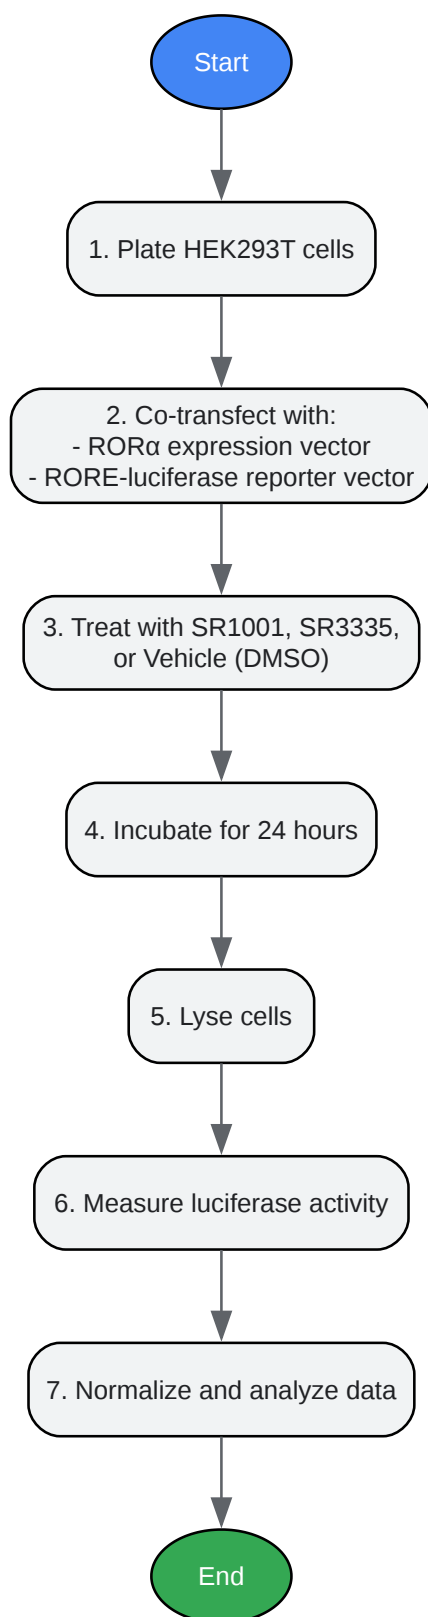 Start
1. Plate HEK293T cells
2. Co-transfect with:
- RORα expression vector
- RORE-luciferase reporter vector
3. Treat with SR1001, SR3335,
or Vehicle (DMSO)
4. Incubate for 24 hours
5. Lyse cells
6. Measure luciferase activity
7. Normalize and analyze data
End